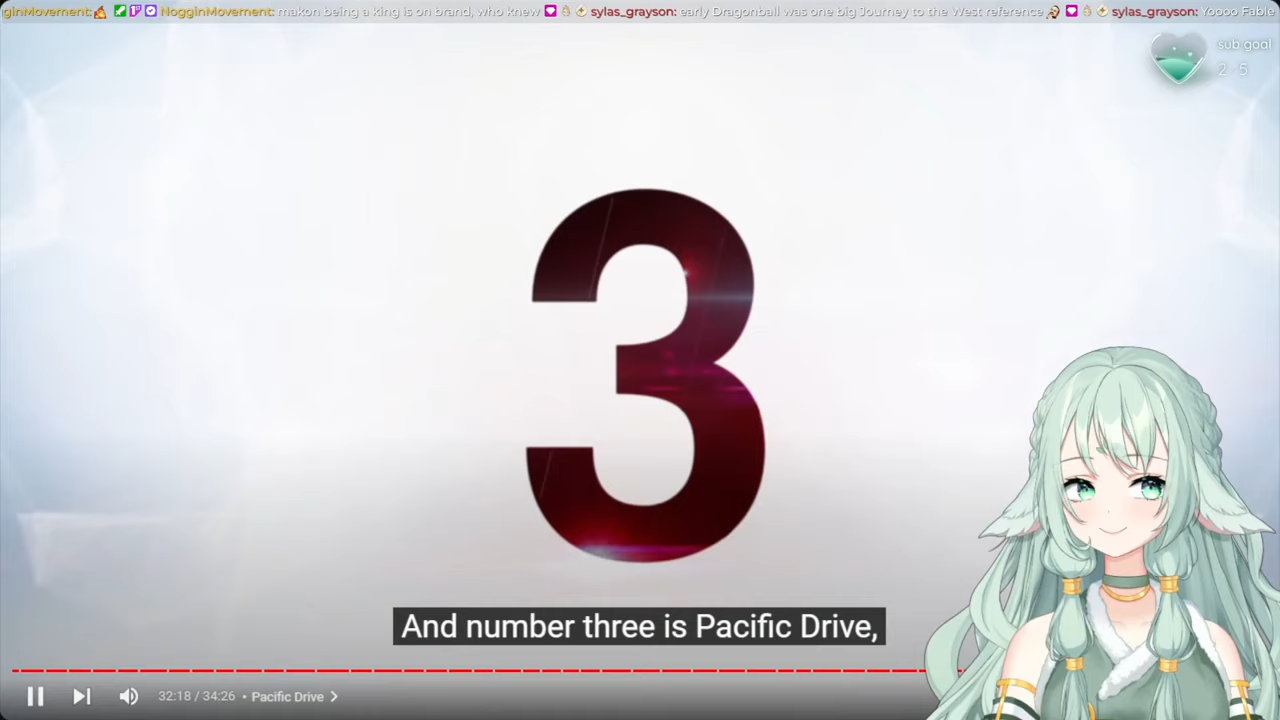 ginMovement: NogginMovement: makon being a king is on brand, who knew sylas_grayson: early Dragonball was one big Journey to the West reference sylas_grayson: Yoooo Fable
sub goal
2 5
3
And number three is Pacific Drive,
32:18 / 34:26 • Pacific Drive >